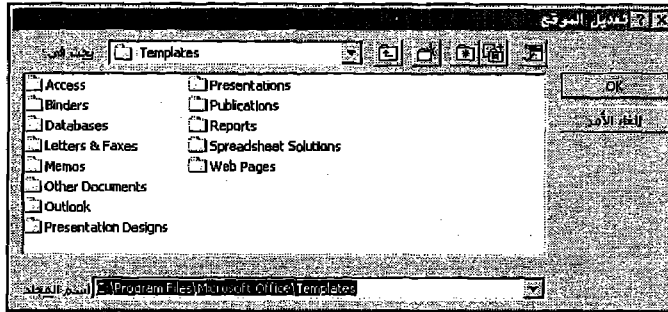 تعديل الموقع
بحث في: Templates
Access
Binders
Databases
Letters & Faxes
Memos
Other Documents
Outlook
Presentation Designs
Presentations
Publications
Reports
Spreadsheet Solutions
Web Pages
OK
إلغاء الأمر
اسم المجلد: C:\Program Files\Microsoft Office\Templates